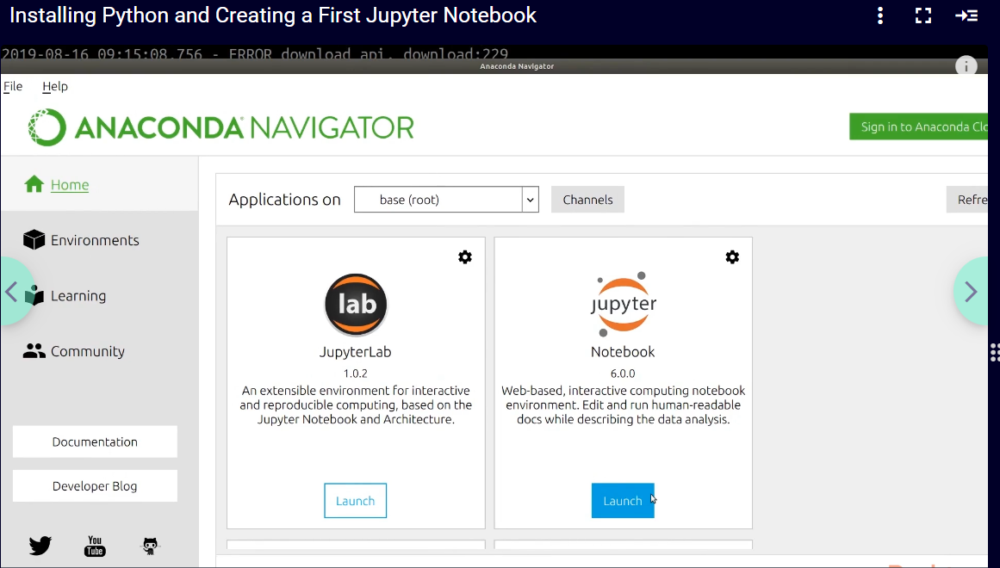 Installing Python and Creating a First Jupyter Notebook
2019-08-16 09:15:08.756 - ERROR download_api._download:229
Anaconda Navigator
i
File Help
ANACONDA NAVIGATOR
Sign in to Anaconda Clo
Home
Applications on base (root) Channels Refre
Environments
Learning
Community
lab
JupyterLab
1.0.2
An extensible environment for interactive
and reproducible computing, based on the
Jupyter Notebook and Architecture.
Launch
jupyter
Notebook
6.0.0
Web-based, interactive computing notebook
environment. Edit and run human-readable
docs while describing the data analysis.
Launch
Documentation
Developer Blog
You
Tube